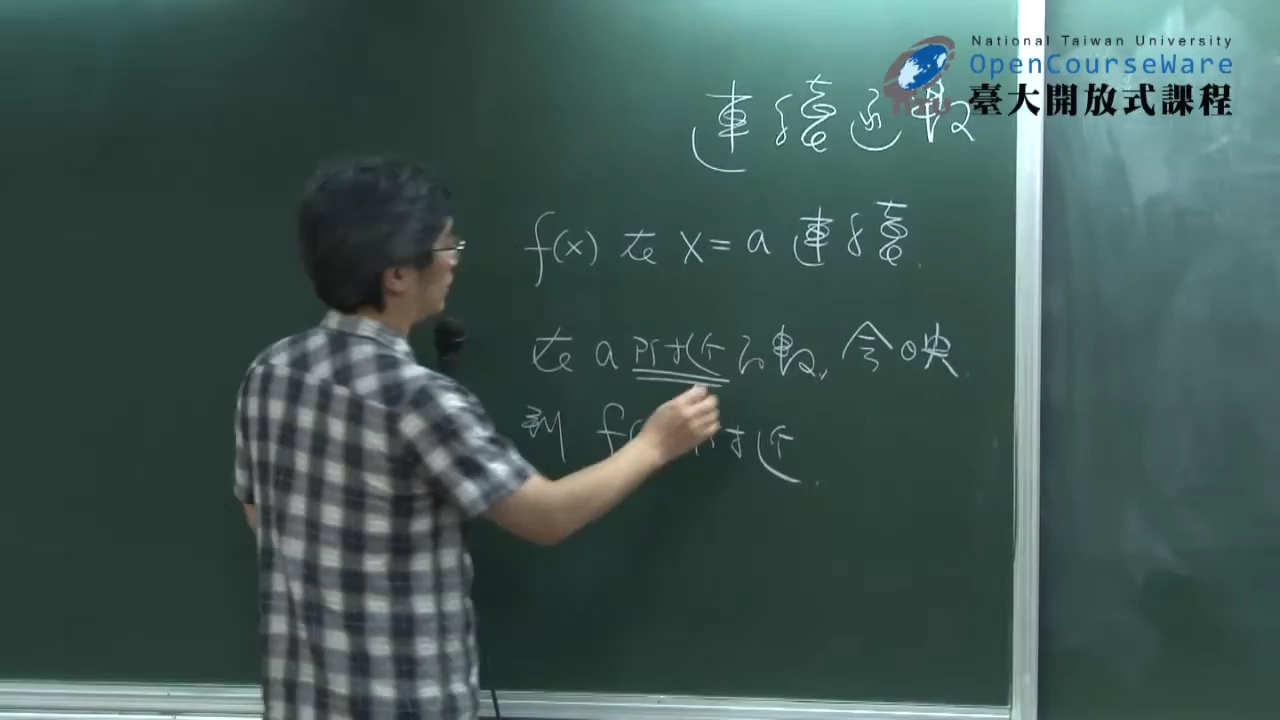 National Taiwan University
OpenCourseWare
臺大開放式課程
連續函數
f(x) 在 x = a 連續
在 a 附近的數, 會映
到 f( 附近.